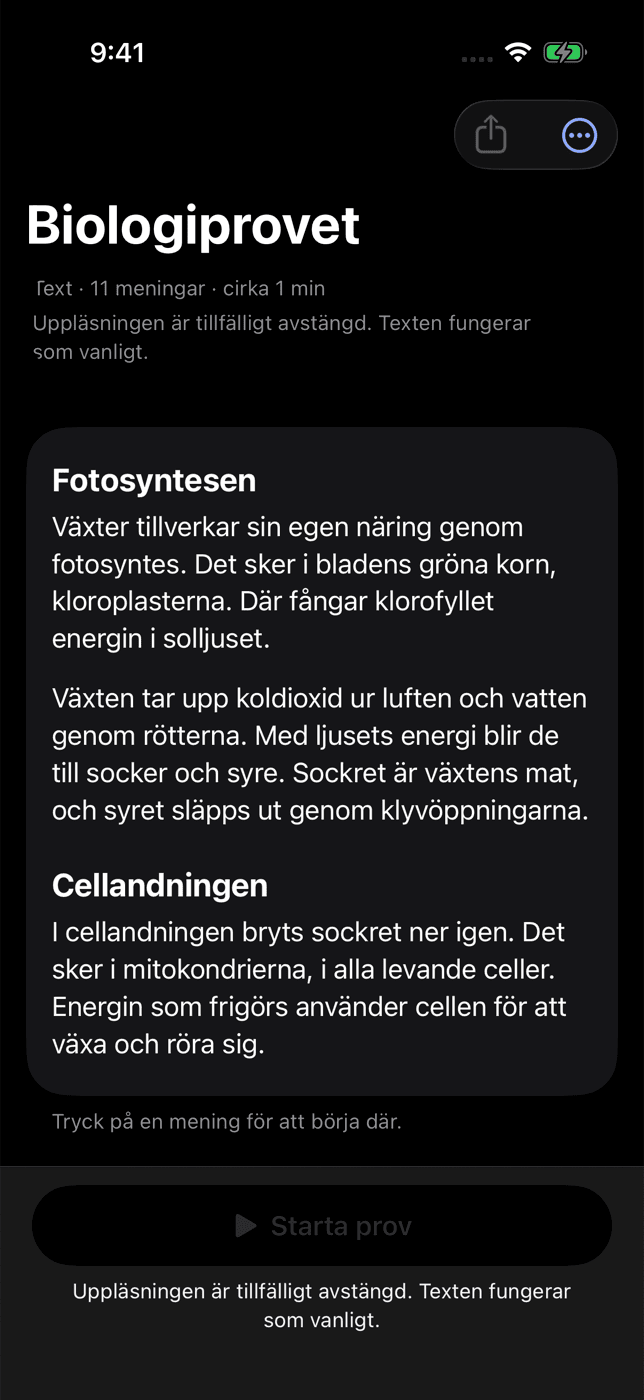 9:41
Biologiprovet
Text · 11 meningar · cirka 1 min
Uppläsningen är tillfälligt avstängd. Texten fungerar
som vanligt.
Fotosyntesen
Växter tillverkar sin egen näring genom
fotosyntes. Det sker i bladens gröna korn,
kloroplasterna. Där fångar klorofyllet
energin i solljuset.
Växten tar upp koldioxid ur luften och vatten
genom rötterna. Med ljusets energi blir de
till socker och syre. Sockret är växtens mat,
och syret släpps ut genom klyvöppningarna.
Cellandningen
I cellandningen bryts sockret ner igen. Det
sker i mitokondrierna, i alla levande celler.
Energin som frigörs använder cellen för att
växa och röra sig.
Tryck på en mening för att börja där.
Starta prov
Uppläsningen är tillfälligt avstängd. Texten fungerar
som vanligt.